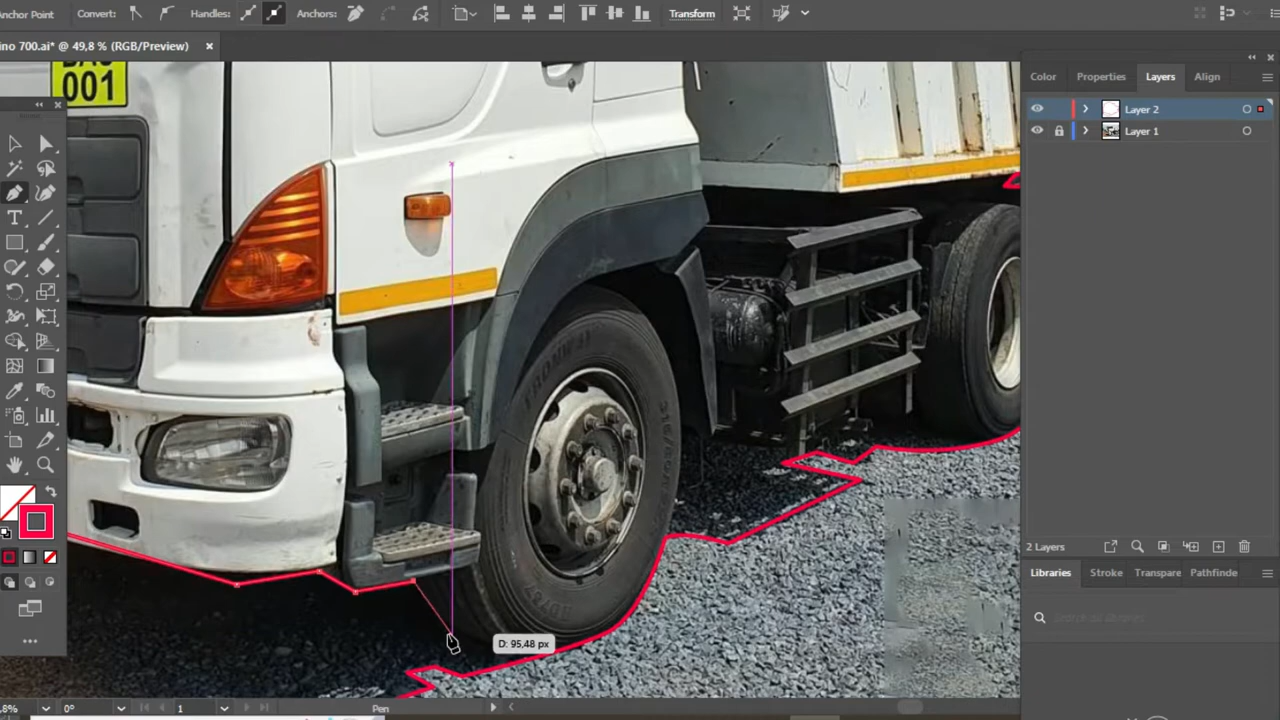 Anchor Point Convert: Handles: Anchors: Transform
ino 700.ai* @ 49,8 % (RGB/Preview) ×
001
Color Properties Layers Align
Layer 2
Layer 1
2 Layers
Libraries Stroke Transpare Pathfinde
D: 95,48 px
,8% 0° 1 Pen